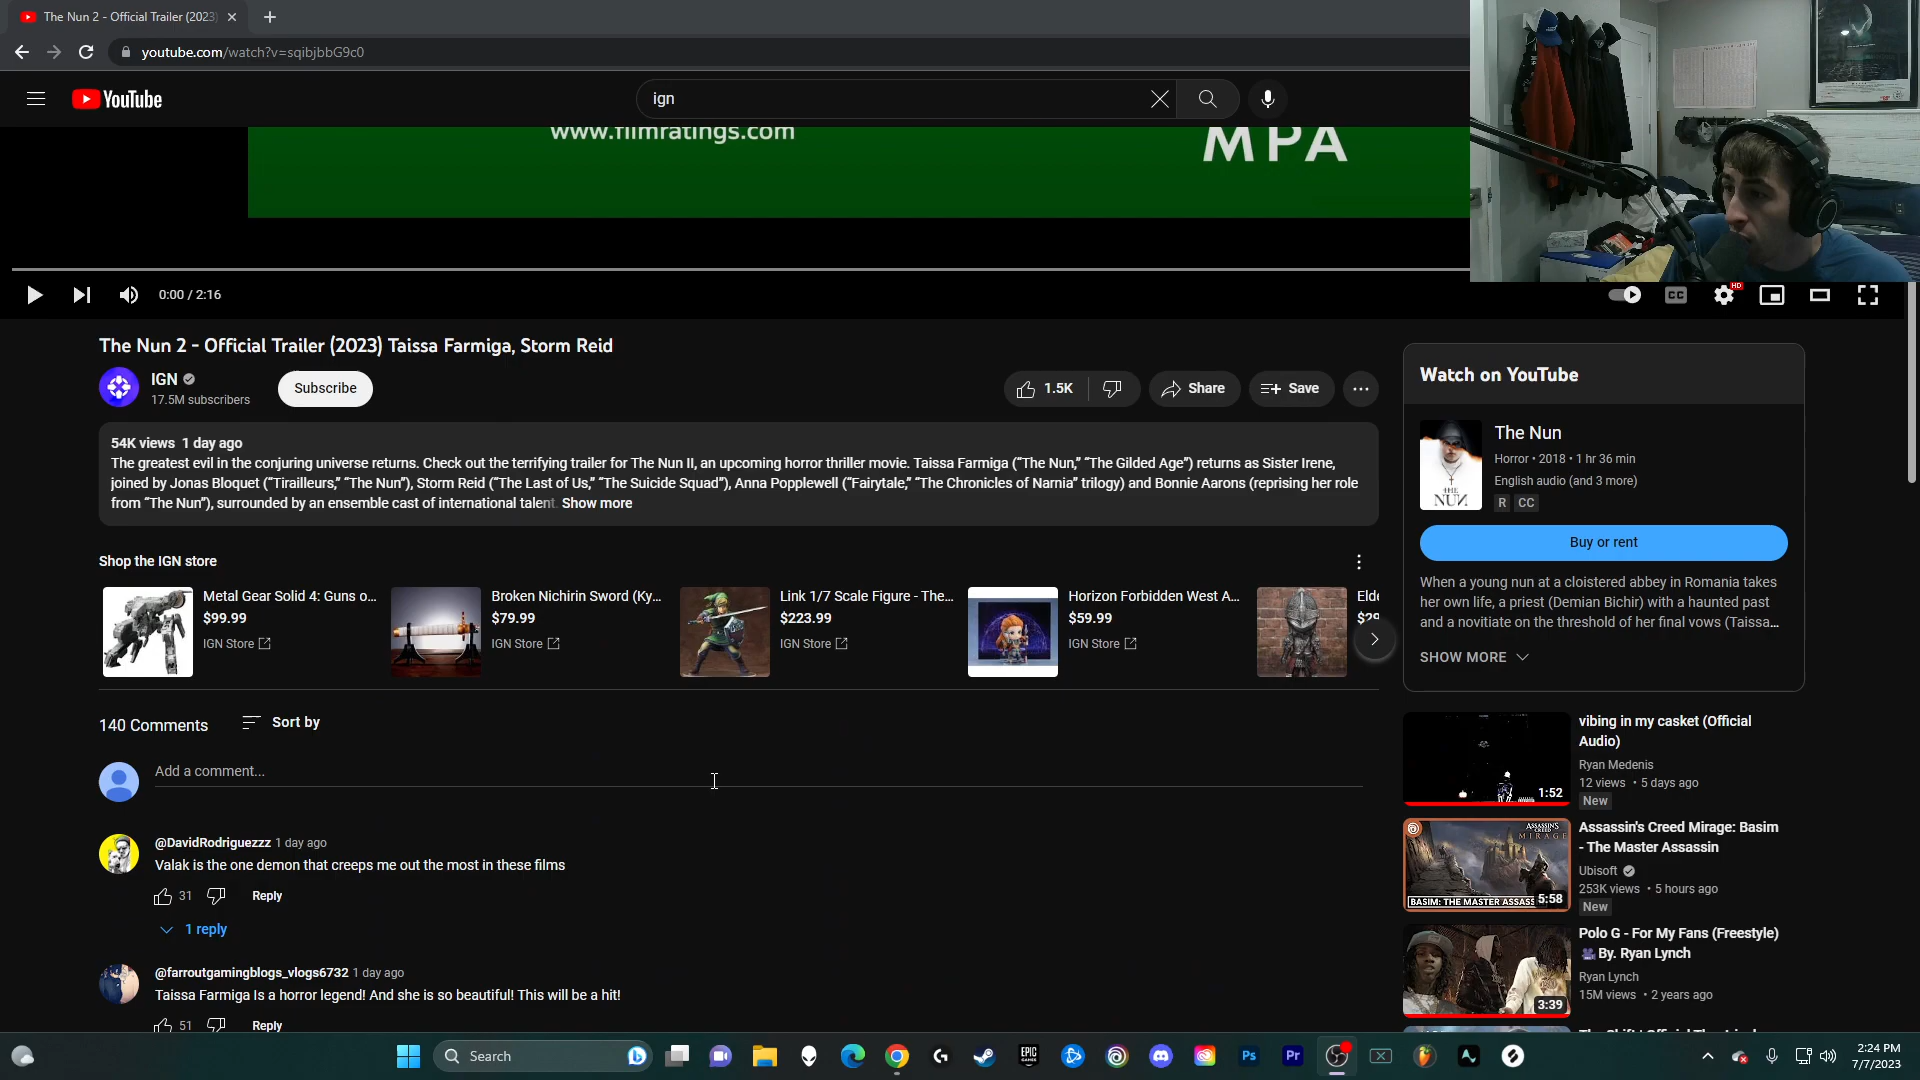 The Nun 2 - Official Trailer (2023)
youtube.com/watch?v=sqibjbbG9c0
YouTube
ign
www.filmratings.com
MPA
0:00 / 2:16
CC
HD
The Nun 2 - Official Trailer (2023) Taissa Farmiga, Storm Reid
IGN
17.5M subscribers
Subscribe
1.5K
Share
Save
54K views 1 day ago
The greatest evil in the conjuring universe returns. Check out the terrifying trailer for The Nun II, an upcoming horror thriller movie. Taissa Farmiga (“The Nun,” “The Gilded Age”) returns as Sister Irene,
joined by Jonas Bloquet (“Tirailleurs,” “The Nun”), Storm Reid (“The Last of Us,” “The Suicide Squad”), Anna Popplewell (“Fairytale,” “The Chronicles of Narnia” trilogy) and Bonnie Aarons (reprising her role
from “The Nun”), surrounded by an ensemble cast of international talent. Show more
Shop the IGN store
Metal Gear Solid 4: Guns o...
$99.99
IGN Store
Broken Nichirin Sword (Ky...
$79.99
IGN Store
Link 1/7 Scale Figure - The...
$223.99
IGN Store
Horizon Forbidden West A...
$59.99
IGN Store
140 Comments
Sort by
Add a comment...
@DavidRodriguezzz 1 day ago
Valak is the one demon that creeps me out the most in these films
31
Reply
1 reply
@farroutgamingblogs_vlogs6732 1 day ago
Taissa Farmiga Is a horror legend! And she is so beautiful! This will be a hit!
51
Reply
Watch on YouTube
THE
NUN
The Nun
Horror • 2018 • 1 hr 36 min
English audio (and 3 more)
R CC
Buy or rent
When a young nun at a cloistered abbey in Romania takes
her own life, a priest (Demian Bichir) with a haunted past
and a novitiate on the threshold of her final vows (Taissa...
SHOW MORE
1:52
vibing in my casket (Official
Audio)
Ryan Medenis
12 views • 5 days ago
New
ASSASSIN'S
CREED
MIRAGE
BASIM: THE MASTER ASSAS
5:58
Assassin's Creed Mirage: Basim
- The Master Assassin
Ubisoft
253K views • 5 hours ago
New
3:39
Polo G - For My Fans (Freestyle)
🎥By. Ryan Lynch
Ryan Lynch
15M views • 2 years ago
Search
EPIC
GAMES
Ps
Pr
2:24 PM
7/7/2023